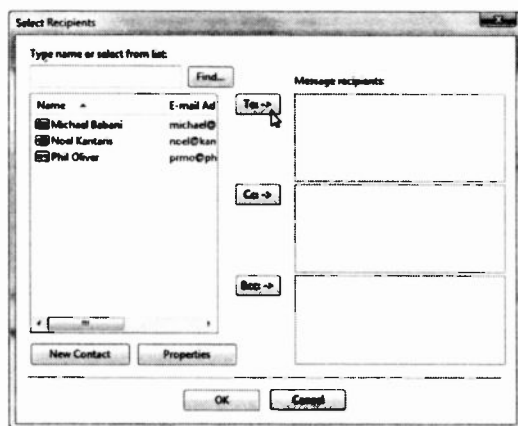 Select Recipients
Type name or select from list:
Find...
Message recipients:
Name
E-mail Ad
To: ->
Michael Babani
michael@
Noel Kantaris
noel@kan
Phil Oliver
prmo@ph
Cc: ->
Bcc: ->
New Contact
Properties
OK
Cancel